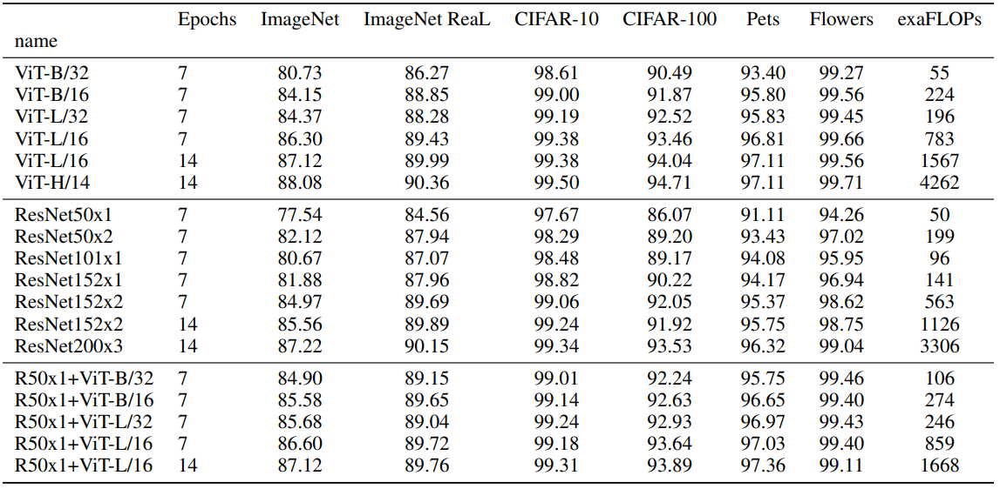 Epochs ImageNet ImageNet ReaL CIFAR-10 CIFAR-100 Pets Flowers exaFLOPs
name
ViT-B/32 7 80.73 86.27 98.61 90.49 93.40 99.27 55
ViT-B/16 7 84.15 88.85 99.00 91.87 95.80 99.56 224
ViT-L/32 7 84.37 88.28 99.19 92.52 95.83 99.45 196
ViT-L/16 7 86.30 89.43 99.38 93.46 96.81 99.66 783
ViT-L/16 14 87.12 89.99 99.38 94.04 97.11 99.56 1567
ViT-H/14 14 88.08 90.36 99.50 94.71 97.11 99.71 4262
ResNet50x1 7 77.54 84.56 97.67 86.07 91.11 94.26 50
ResNet50x2 7 82.12 87.94 98.29 89.20 93.43 97.02 199
ResNet101x1 7 80.67 87.07 98.48 89.17 94.08 95.95 96
ResNet152x1 7 81.88 87.96 98.82 90.22 94.17 96.94 141
ResNet152x2 7 84.97 89.69 99.06 92.05 95.37 98.62 563
ResNet152x2 14 85.56 89.89 99.24 91.92 95.75 98.75 1126
ResNet200x3 14 87.22 90.15 99.34 93.53 96.32 99.04 3306
R50x1+ViT-B/32 7 84.90 89.15 99.01 92.24 95.75 99.46 106
R50x1+ViT-B/16 7 85.58 89.65 99.14 92.63 96.65 99.40 274
R50x1+ViT-L/32 7 85.68 89.04 99.24 92.93 96.97 99.43 246
R50x1+ViT-L/16 7 86.60 89.72 99.18 93.64 97.03 99.40 859
R50x1+ViT-L/16 14 87.12 89.76 99.31 93.89 97.36 99.11 1668